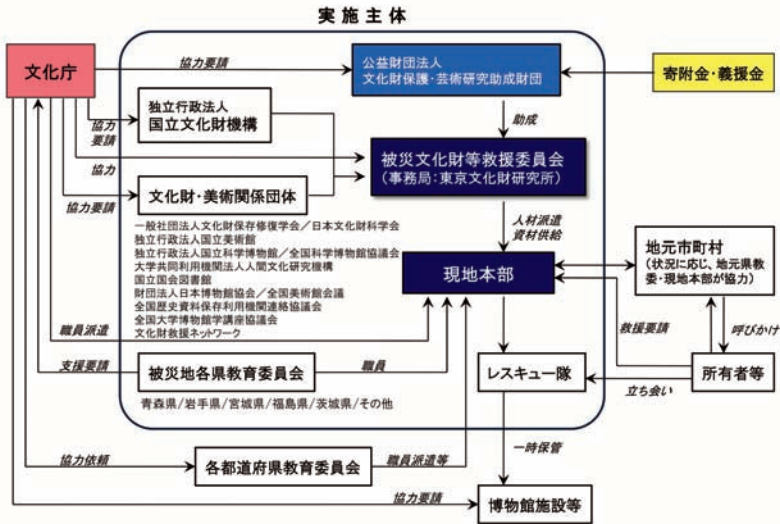 実施主体
文化庁
協力要請
公益財団法人
文化財保護・芸術研究助成財団
寄附金・義援金
独立行政法人
国立文化財機構
協力
要請
助成
被災文化財等救援委員会
（事務局：東京文化財研究所）
協力
文化財・美術関係団体
協力要請
一般社団法人文化財保存修復学会／日本文化財科学会
独立行政法人国立美術館
独立行政法人国立科学博物館／全国科学博物館協議会
大学共同利用機関法人人間文化研究機構
国立国会図書館
財団法人日本博物館協会／全国美術館会議
全国歴史資料保存利用機関連絡協議会
全国大学博物館学講座協議会
文化財救援ネットワーク
人材派遣
資材供給
現地本部
地元市町村
（状況に応じ、地元県教
委・現地本部が協力）
職員派遣
救援要請
呼びかけ
支援要請
被災地各県教育委員会
職員
レスキュー隊
立ち会い
所有者等
青森県/岩手県/宮城県/福島県/茨城県/その他
一時保管
協力依頼
各都道府県教育委員会
職員派遣等
協力要請
博物館施設等